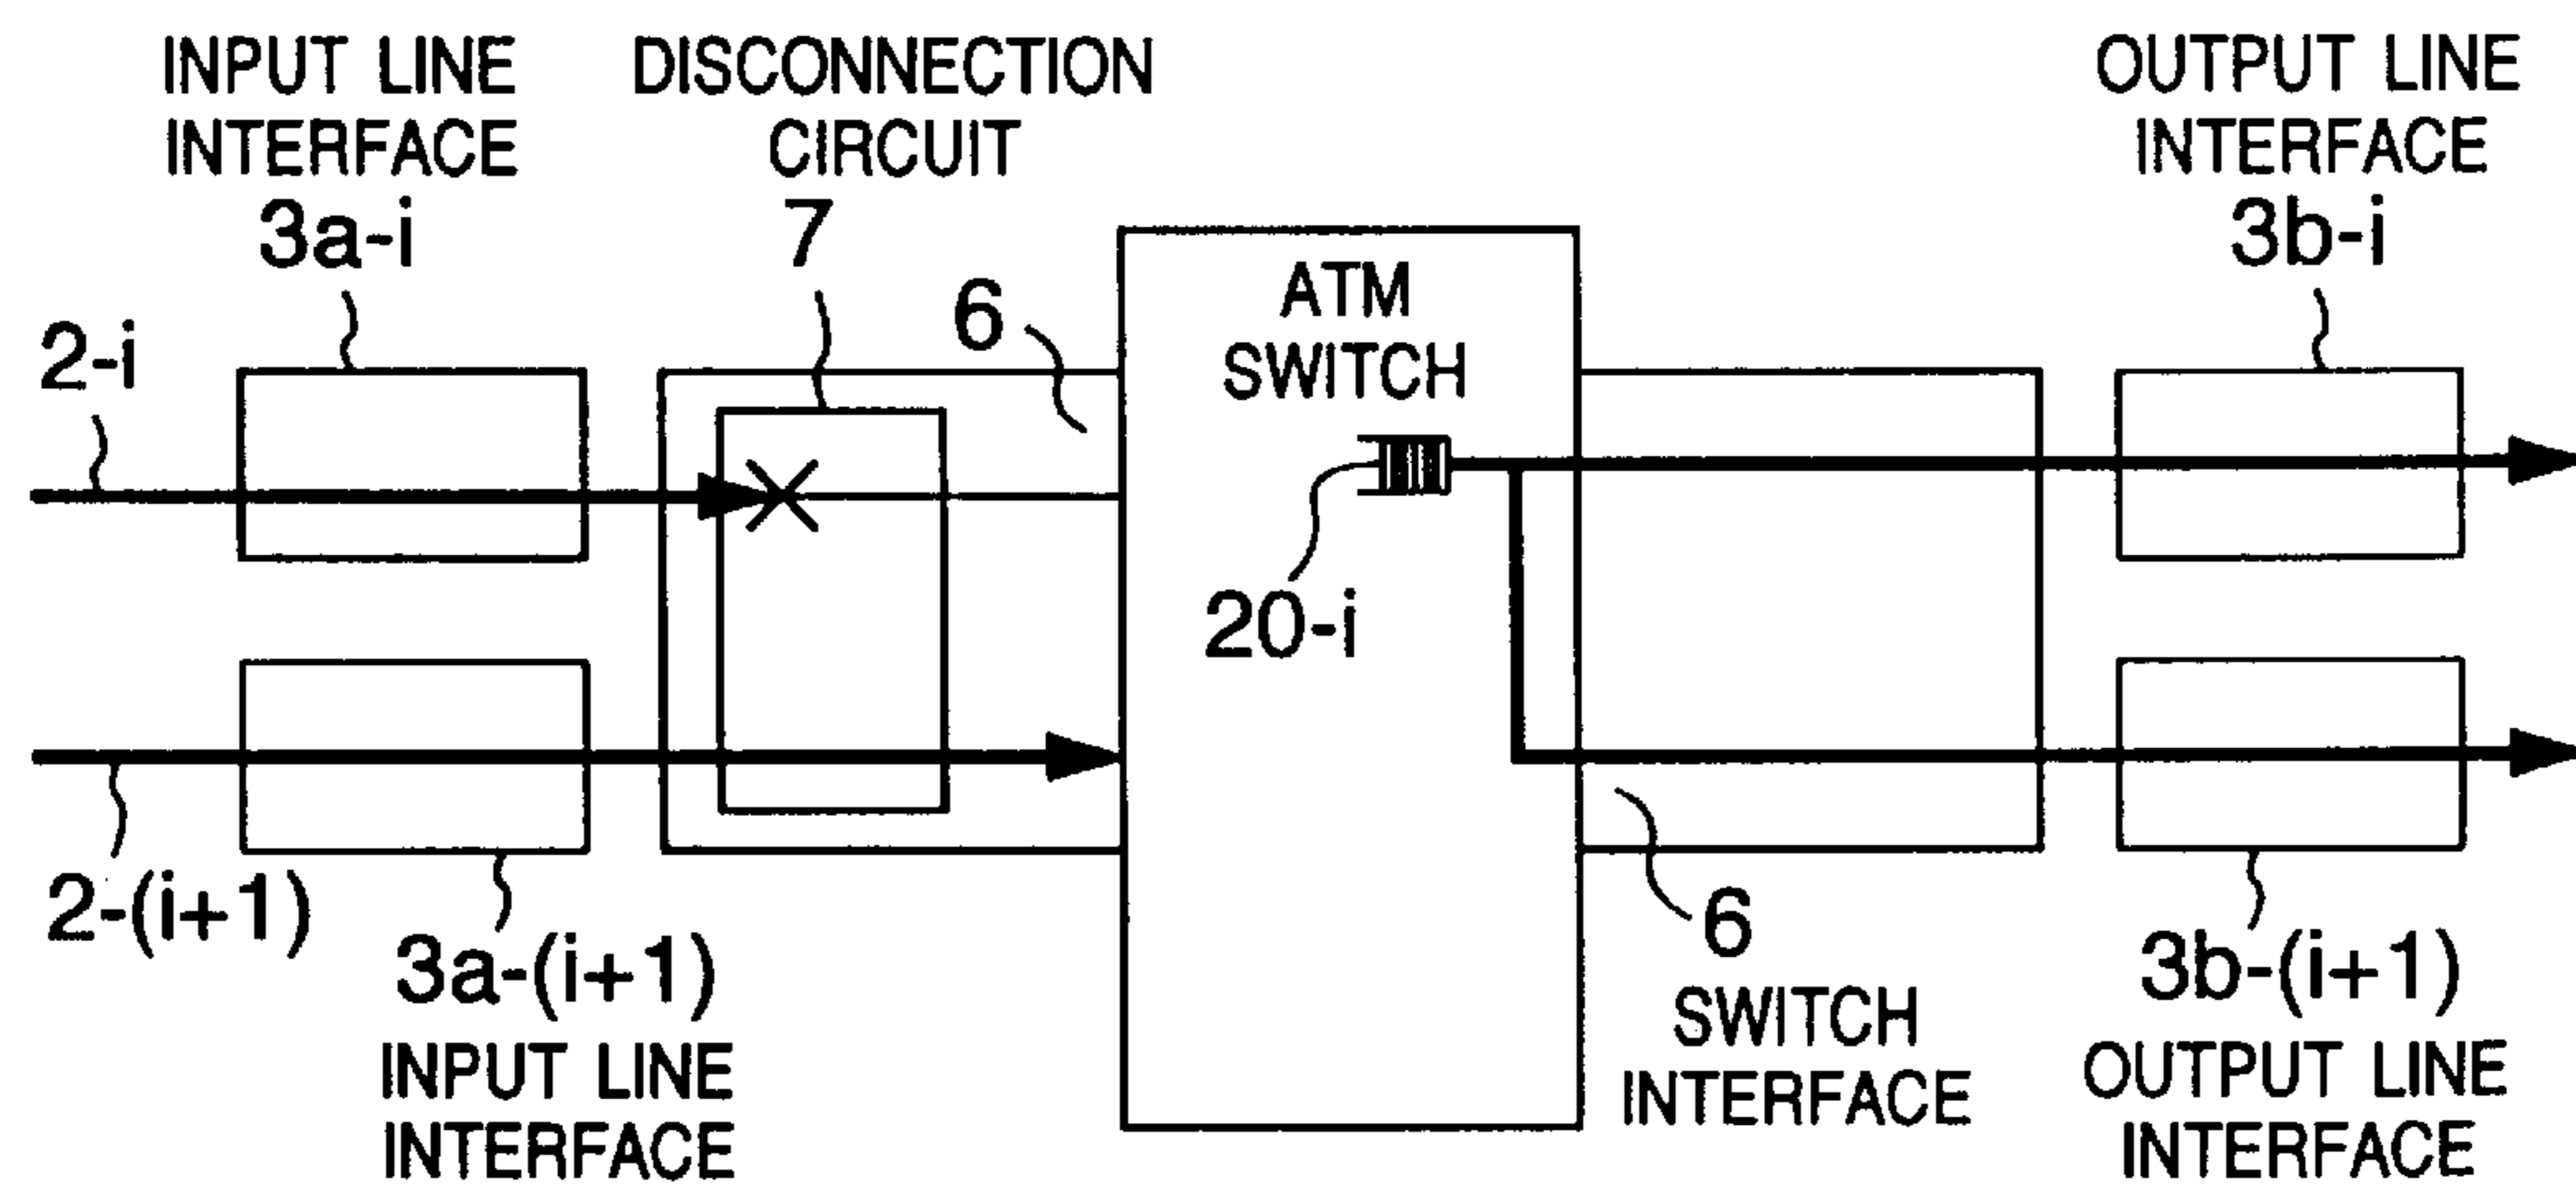 INPUT LINE
INTERFACE
3a-i
DISCONNECTION
CIRCUIT
7
OUTPUT LINE
INTERFACE
3b-i
2-i
6
ATM
SWITCH
20-i
2-(i+1)
3a-(i+1)
INPUT LINE
INTERFACE
6
SWITCH
INTERFACE
3b-(i+1)
OUTPUT LINE
INTERFACE